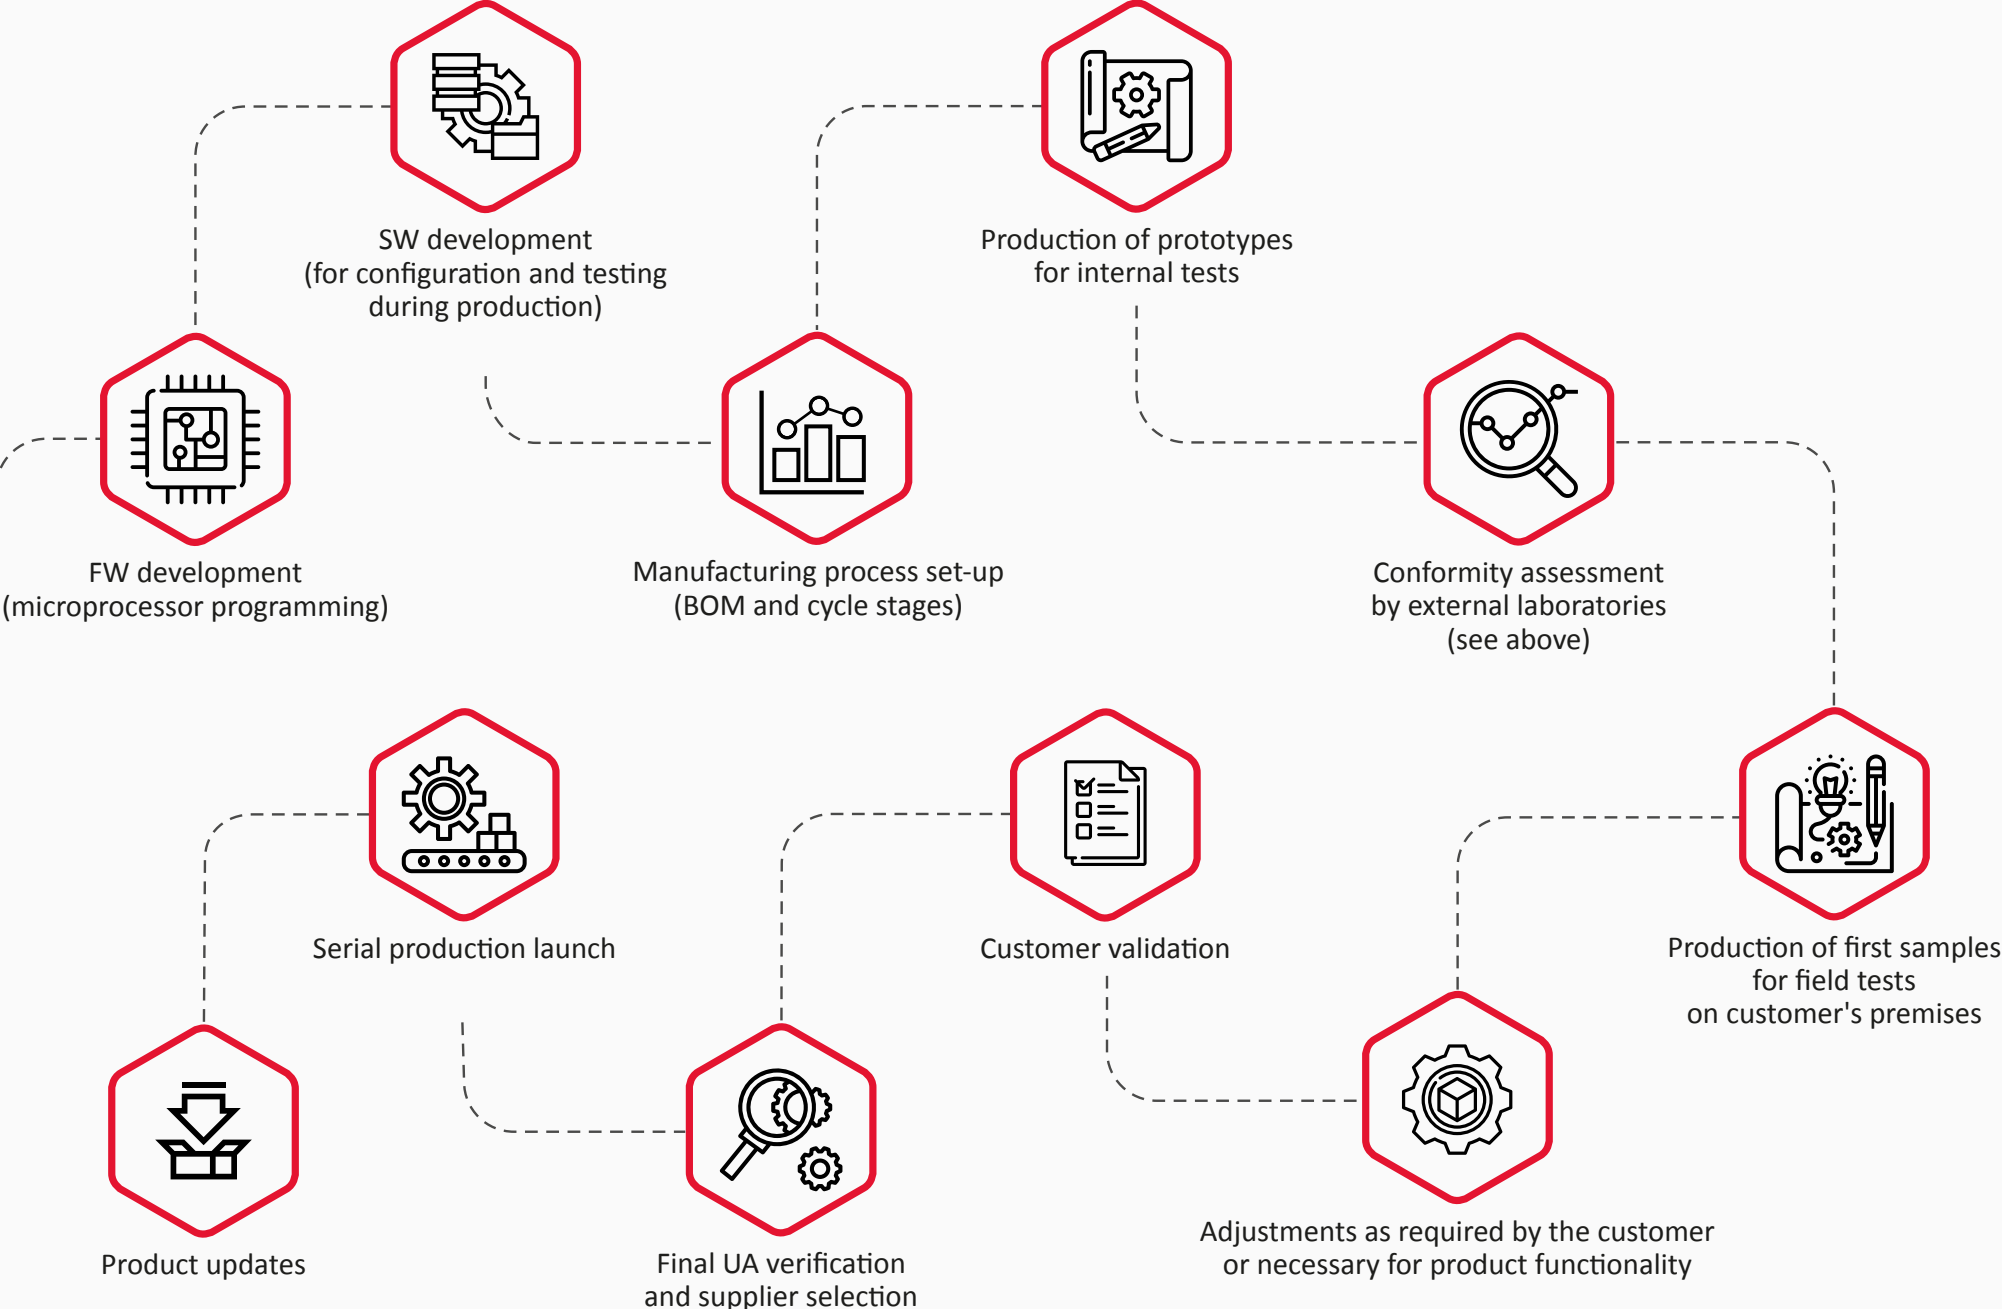 SW development
(for configuration and testing
during production)
Production of prototypes
for internal tests
FW development
(microprocessor programming)
Manufacturing process set-up
(BOM and cycle stages)
Conformity assessment
by external laboratories
(see above)
Serial production launch
Customer validation
Production of first samples
for field tests
on customer's premises
Product updates
Final UA verification
and supplier selection
Adjustments as required by the customer
or necessary for product functionality